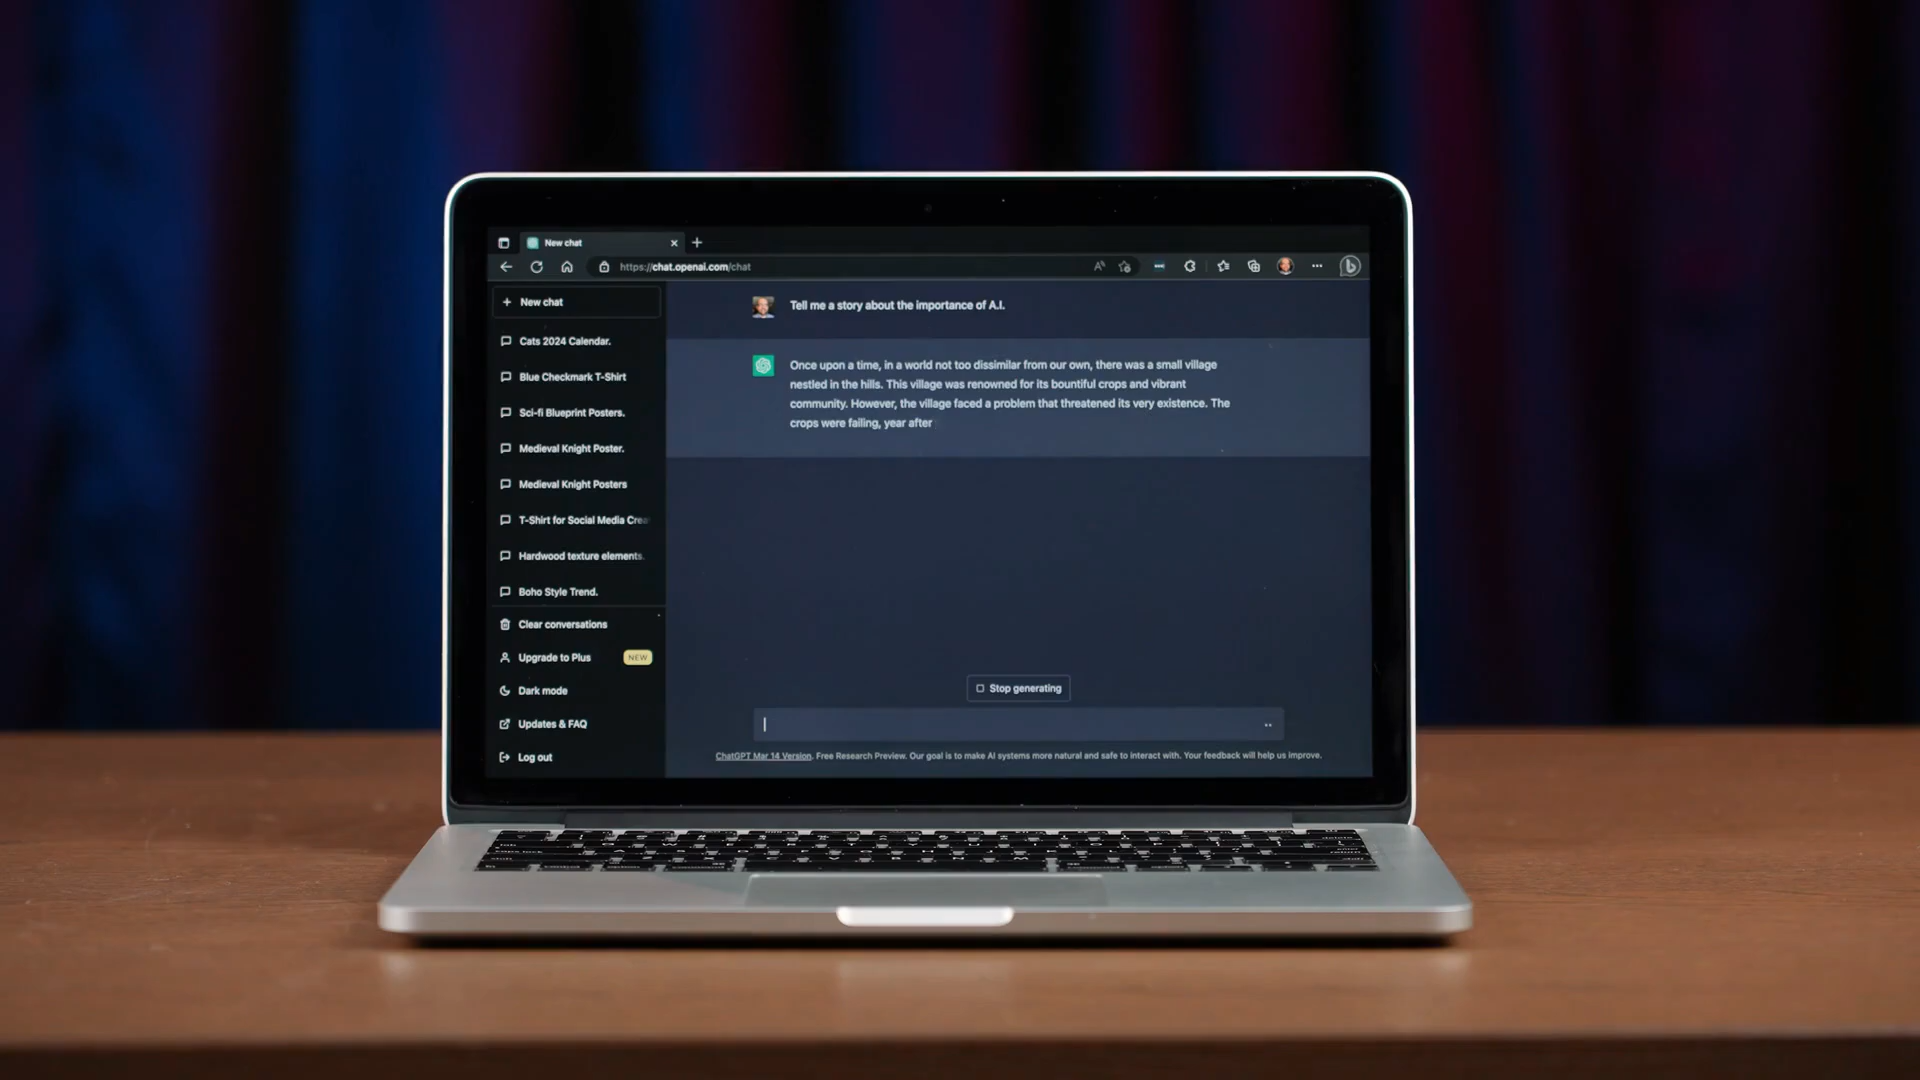 New chat
https://chat.openai.com/chat
New chat
Cats 2024 Calendar.
Blue Checkmark T-Shirt
Sci-fi Blueprint Posters.
Medieval Knight Poster.
Medieval Knight Posters
T-Shirt for Social Media Crea
Hardwood texture elements.
Boho Style Trend.
Clear conversations
Upgrade to Plus NEW
Dark mode
Updates & FAQ
Log out
Tell me a story about the importance of A.I.
Once upon a time, in a world not too dissimilar from our own, there was a small village
nestled in the hills. This village was renowned for its bountiful crops and vibrant
community. However, the village faced a problem that threatened its very existence. The
crops were failing, year after
Stop generating
ChatGPT Mar 14 Version. Free Research Preview. Our goal is to make AI systems more natural and safe to interact with. Your feedback will help us improve.